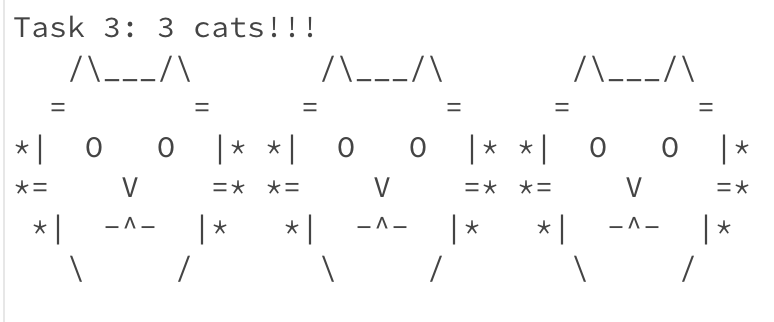 Task 3: 3 cats!!!
   /\___/\       /\___/\       /\___/\
  =       =     =       =     =       =
*|  O   O  |* *|  O   O  |* *|  O   O  |*
*=    V    =* *=    V    =* *=    V    =*
 *|  -^-  |*   *|  -^-  |*   *|  -^-  |*
   \     /       \     /       \     /